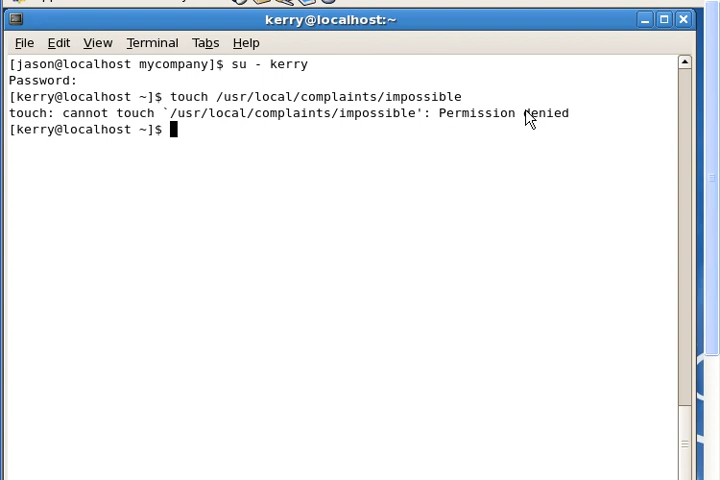 kerry@localhost:~
File Edit View Terminal Tabs Help
[jason@localhost mycompany]$ su - kerry
Password:
[kerry@localhost ~]$ touch /usr/local/complaints/impossible
touch: cannot touch `/usr/local/complaints/impossible': Permission denied
[kerry@localhost ~]$